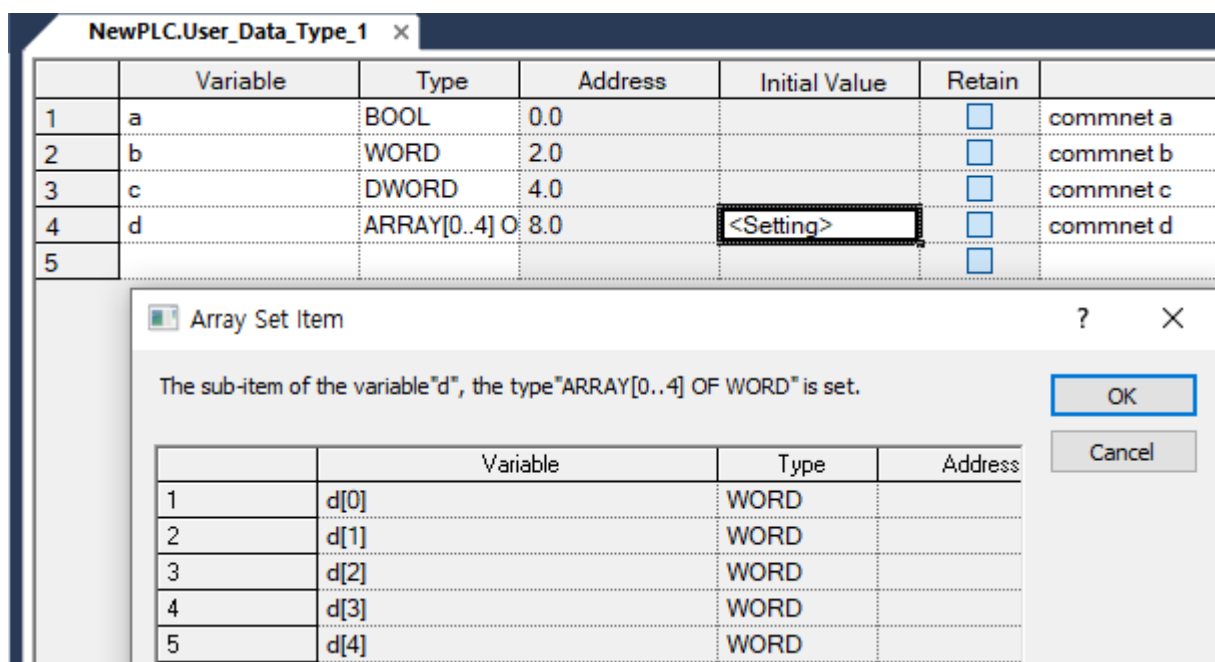 NewPLC.User_Data_Type_1 ×
Variable Type Address Initial Value Retain
1 a BOOL 0.0 commnet a
2 b WORD 2.0 commnet b
3 c DWORD 4.0 commnet c
4 d ARRAY[0..4] O 8.0 <Setting> commnet d
5
Array Set Item ? ×
The sub-item of the variable"d", the type"ARRAY[0..4] OF WORD" is set.
OK
Cancel
Variable Type Address
1 d[0] WORD
2 d[1] WORD
3 d[2] WORD
4 d[3] WORD
5 d[4] WORD